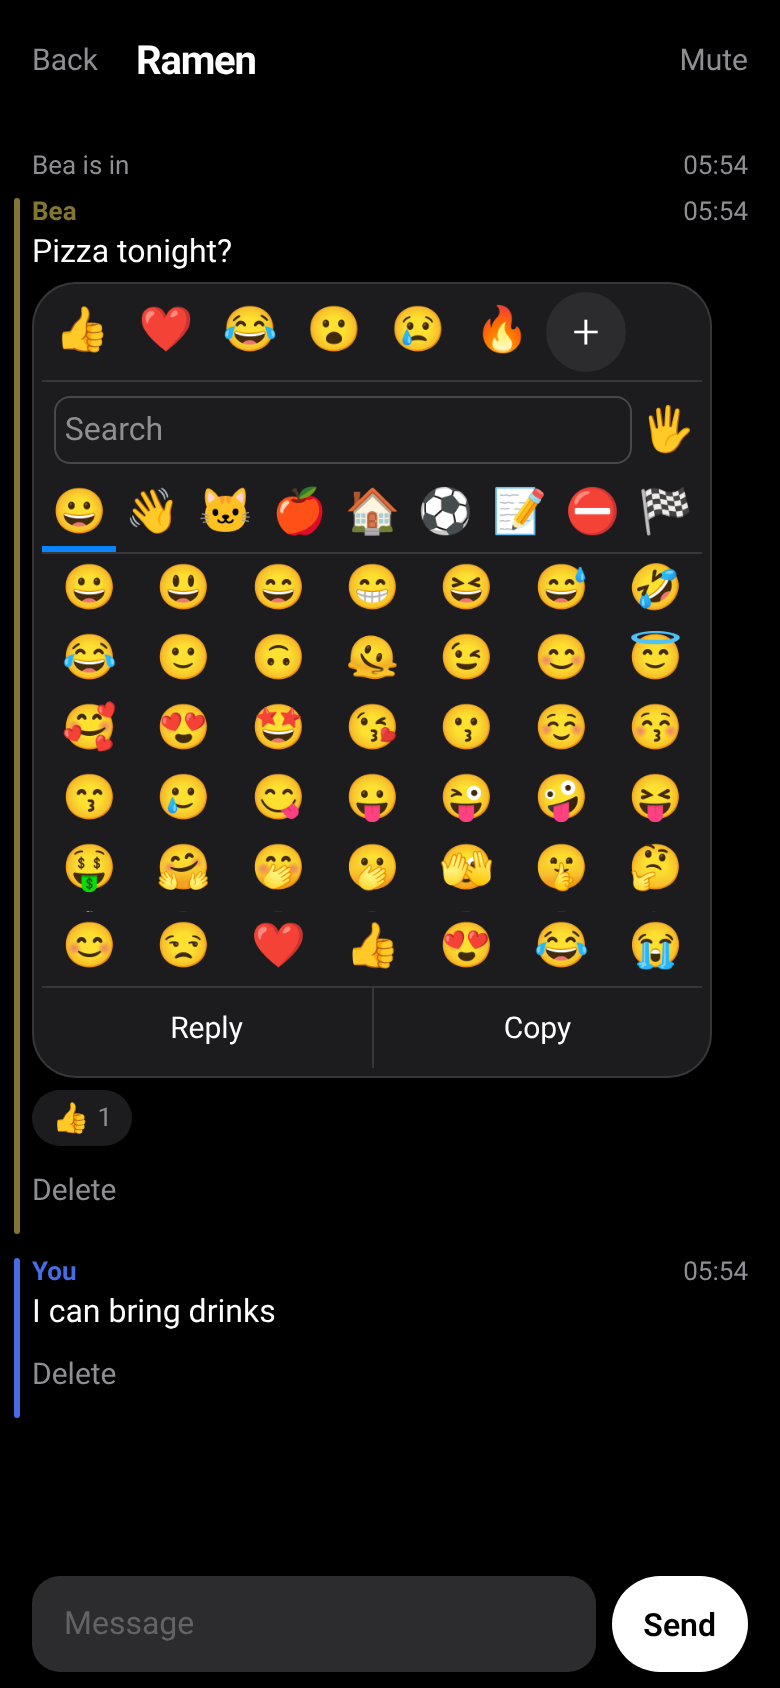 Back Ramen Mute
Bea is in 05:54
Bea 05:54
Pizza tonight?
Search
Reply Copy
1
Delete
You 05:54
I can bring drinks
Delete
Message Send